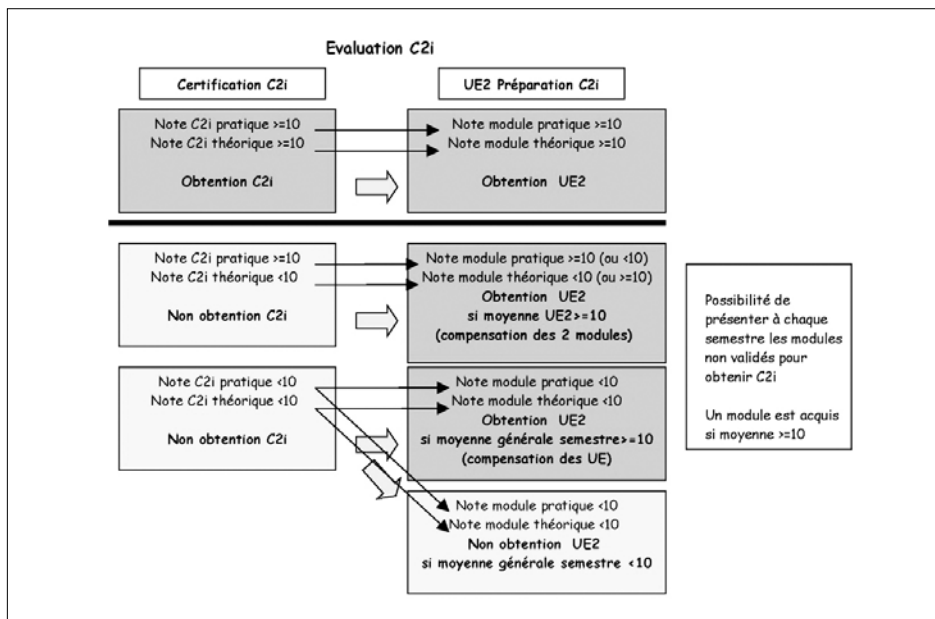 Evaluation C2i
Certification C2i
UE2 Préparation C2i
Note C2i pratique >=10
Note C2i théorique >=10
Obtention C2i
Note module pratique >=10
Note module théorique >=10
Obtention UE2
Note C2i pratique >=10
Note C2i théorique <10
Non obtention C2i
Note module pratique >=10 (ou <10)
Note module théorique <10 (ou >=10)
Obtention UE2
si moyenne UE2>=10
(compensation des 2 modules)
Note C2i pratique <10
Note C2i théorique <10
Non obtention C2i
Note module pratique <10
Note module théorique <10
Obtention UE2
si moyenne générale semestre>=10
(compensation des UE)
Note module pratique <10
Note module théorique <10
Non obtention UE2
si moyenne générale semestre <10
Possibilité de
présenter à chaque
semestre les modules
non validés pour
obtenir C2i
Un module est acquis
si moyenne >=10